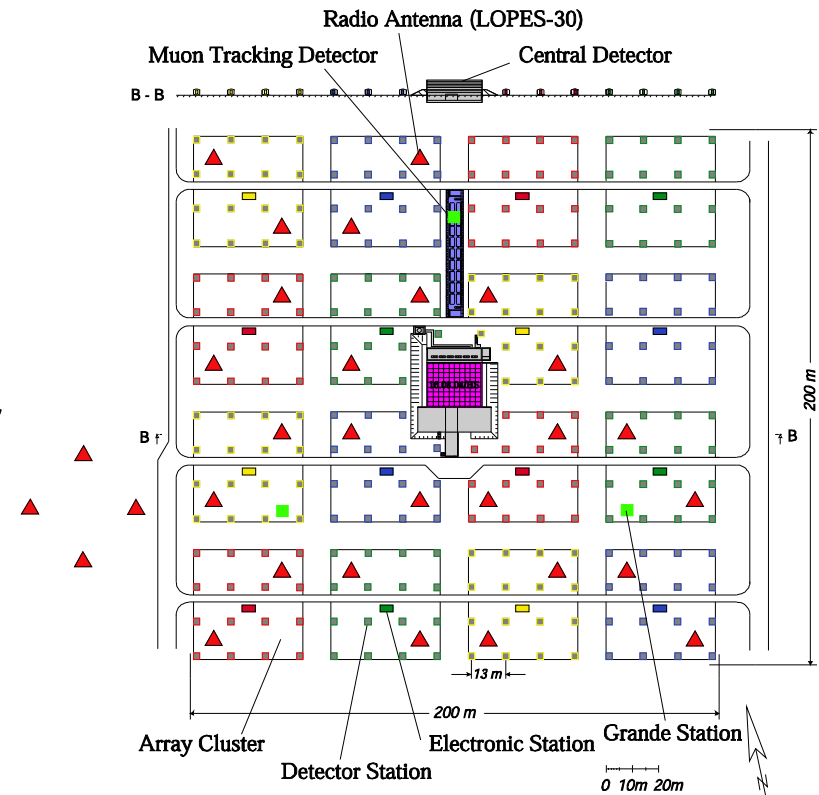 Radio Antenna (LOPES-30)
Muon Tracking Detector
Central Detector
B - B
B
B
200 m
13 m
200 m
Array Cluster
Electronic Station
Grande Station
Detector Station
0 10m 20m
N